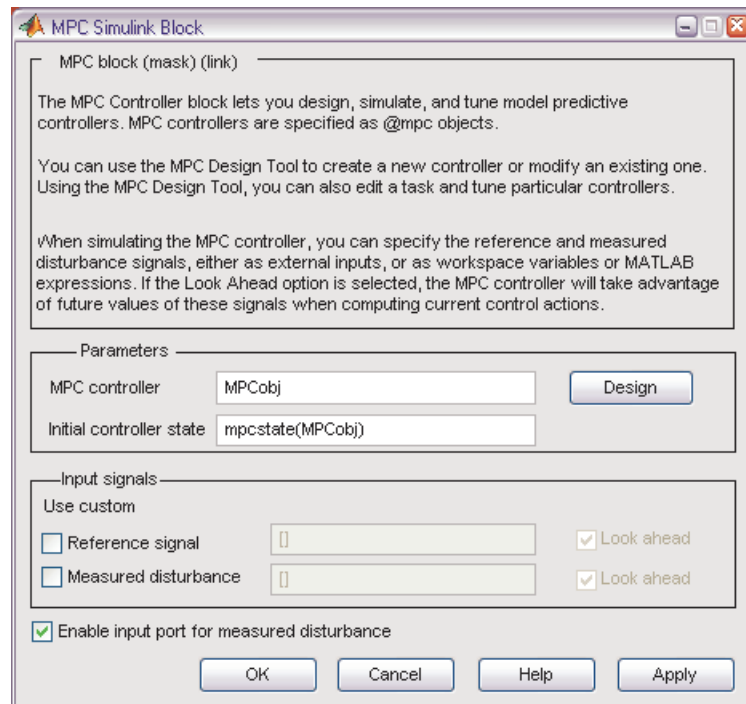 MPC Simulink Block
MPC block (mask) (link)
The MPC Controller block lets you design, simulate, and tune model predictive
controllers. MPC controllers are specified as @mpc objects.
You can use the MPC Design Tool to create a new controller or modify an existing one.
Using the MPC Design Tool, you can also edit a task and tune particular controllers.
When simulating the MPC controller, you can specify the reference and measured
disturbance signals, either as external inputs, or as workspace variables or MATLAB
expressions. If the Look Ahead option is selected, the MPC controller will take advantage
of future values of these signals when computing current control actions.
Parameters
MPC controller MPCobj Design
Initial controller state mpcstate(MPCobj)
Input signals
Use custom
Reference signal [] Look ahead
Measured disturbance [] Look ahead
Enable input port for measured disturbance
OK Cancel Help Apply